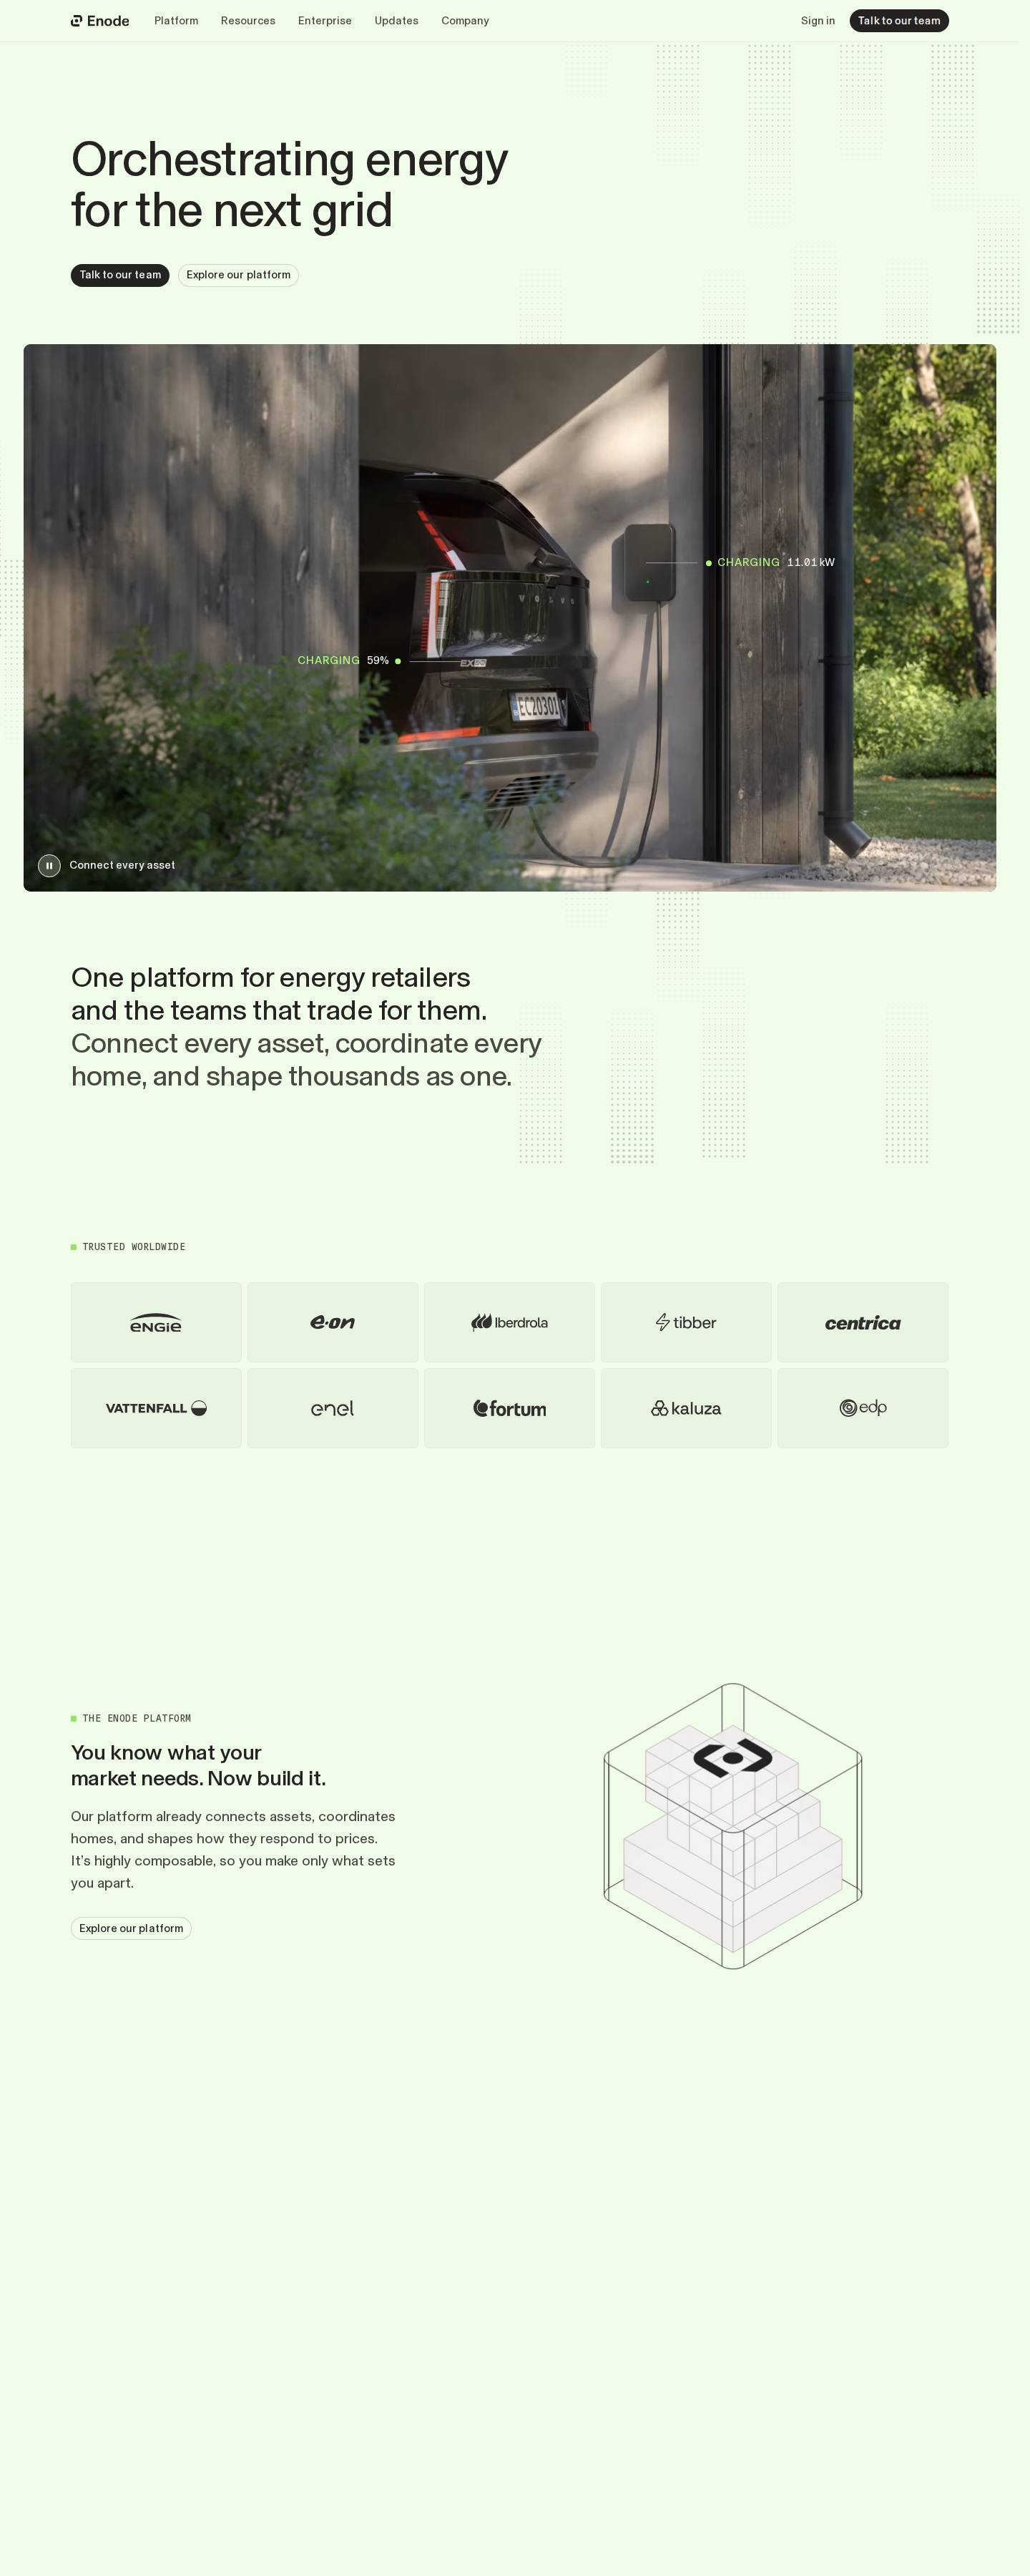 Enode
Platform
Resources
Enterprise
Updates
Company
Sign in
Talk to our team
Orchestrating energy
for the next grid
Talk to our team
Explore our platform
CHARGING 11.01 kW
VOLVO
CHARGING 59%
EX90
EC20301
Connect every asset
One platform for energy retailers
and the teams that trade for them.
Connect every asset, coordinate every
home, and shape thousands as one.
TRUSTED WORLDWIDE
ENGIE
e·on
Iberdrola
tibber
centrica
VATTENFALL
enel
fortum
kaluza
edp
THE ENODE PLATFORM
You know what your
market needs. Now build it.
Our platform already connects assets, coordinates
homes, and shapes how they respond to prices.
It’s highly composable, so you make only what sets
you apart.
Explore our platform